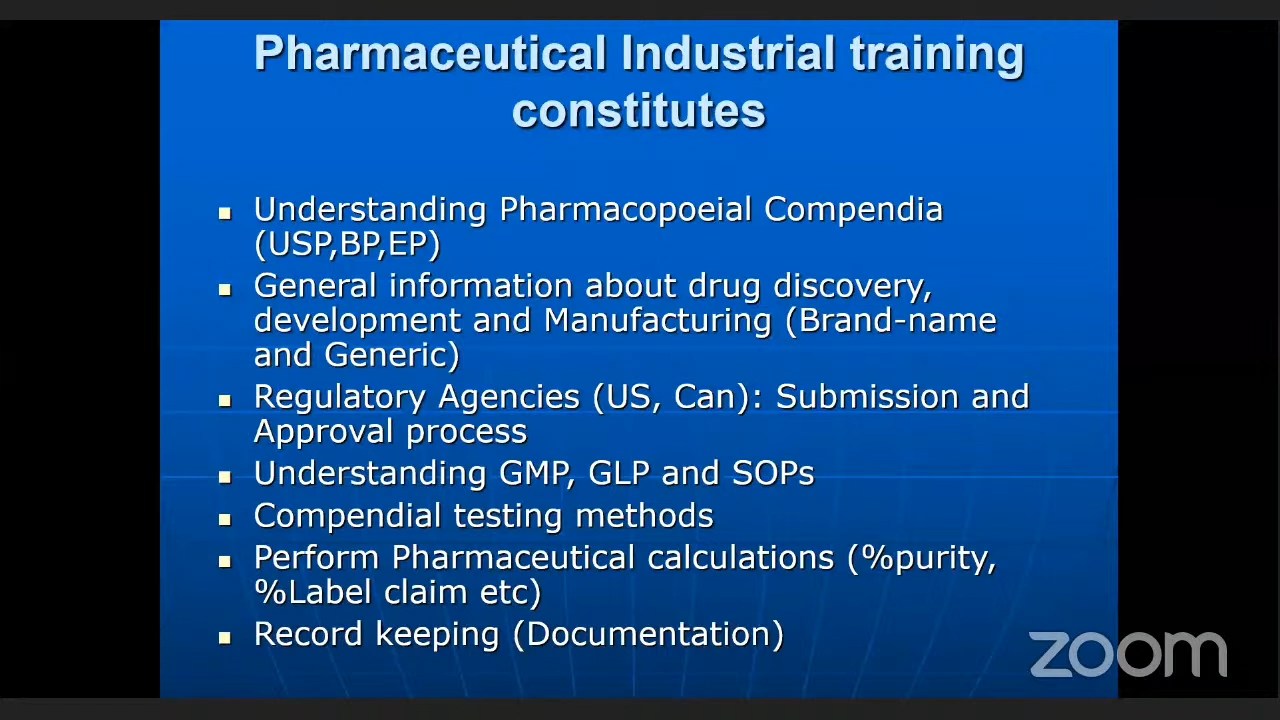 Pharmaceutical Industrial training
constitutes
Understanding Pharmacopoeial Compendia
(USP,BP,EP)
General information about drug discovery,
development and Manufacturing (Brand-name
and Generic)
Regulatory Agencies (US, Can): Submission and
Approval process
Understanding GMP, GLP and SOPs
Compendial testing methods
Perform Pharmaceutical calculations (%purity,
%Label claim etc)
Record keeping (Documentation)
zoom